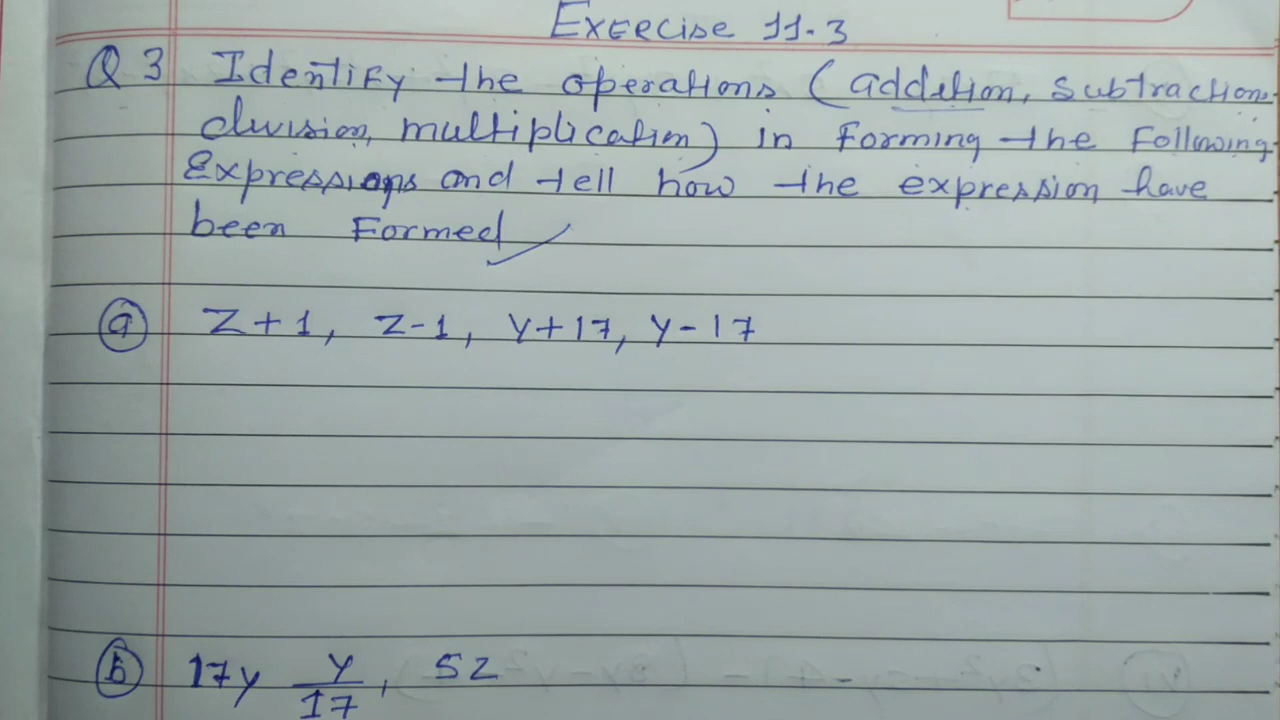 Exercise 11.3
Q 3 Identify the operations (addition, subtraction,
division, multiplication) in forming the following
Expressions and tell how the expression have
been Formed
(a) Z+1, Z-1, Y+17, Y-17
(b) 17y y/17, 5z